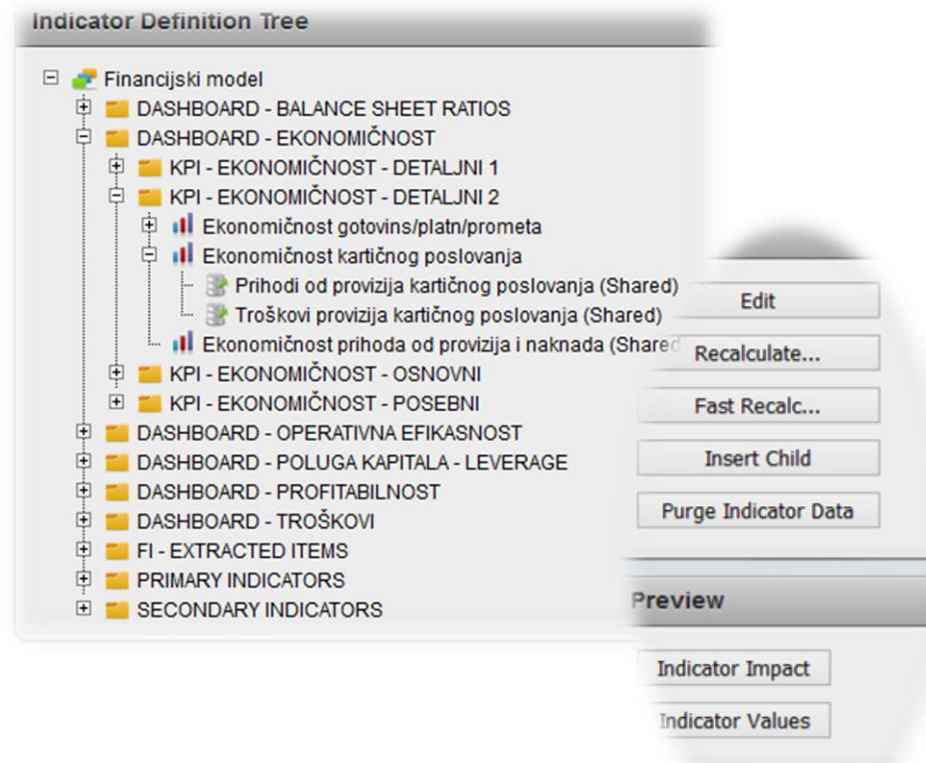 Indicator Definition Tree
Financijski model
DASHBOARD - BALANCE SHEET RATIOS
DASHBOARD - EKONOMIČNOST
KPI - EKONOMIČNOST - DETALJNI 1
KPI - EKONOMIČNOST - DETALJNI 2
Ekonomičnost gotovins/platn/prometa
Ekonomičnost kartičnog poslovanja
Prihodi od provizija kartičnog poslovanja (Shared)
Troškovi provizija kartičnog poslovanja (Shared)
Ekonomičnost prihoda od provizija i naknada (Shared
KPI - EKONOMIČNOST - OSNOVNI
KPI - EKONOMIČNOST - POSEBNI
DASHBOARD - OPERATIVNA EFIKASNOST
DASHBOARD - POLUGA KAPITALA - LEVERAGE
DASHBOARD - PROFITABILNOST
DASHBOARD - TROŠKOVI
FI - EXTRACTED ITEMS
PRIMARY INDICATORS
SECONDARY INDICATORS
Edit
Recalculate...
Fast Recalc...
Insert Child
Purge Indicator Data
Preview
Indicator Impact
Indicator Values